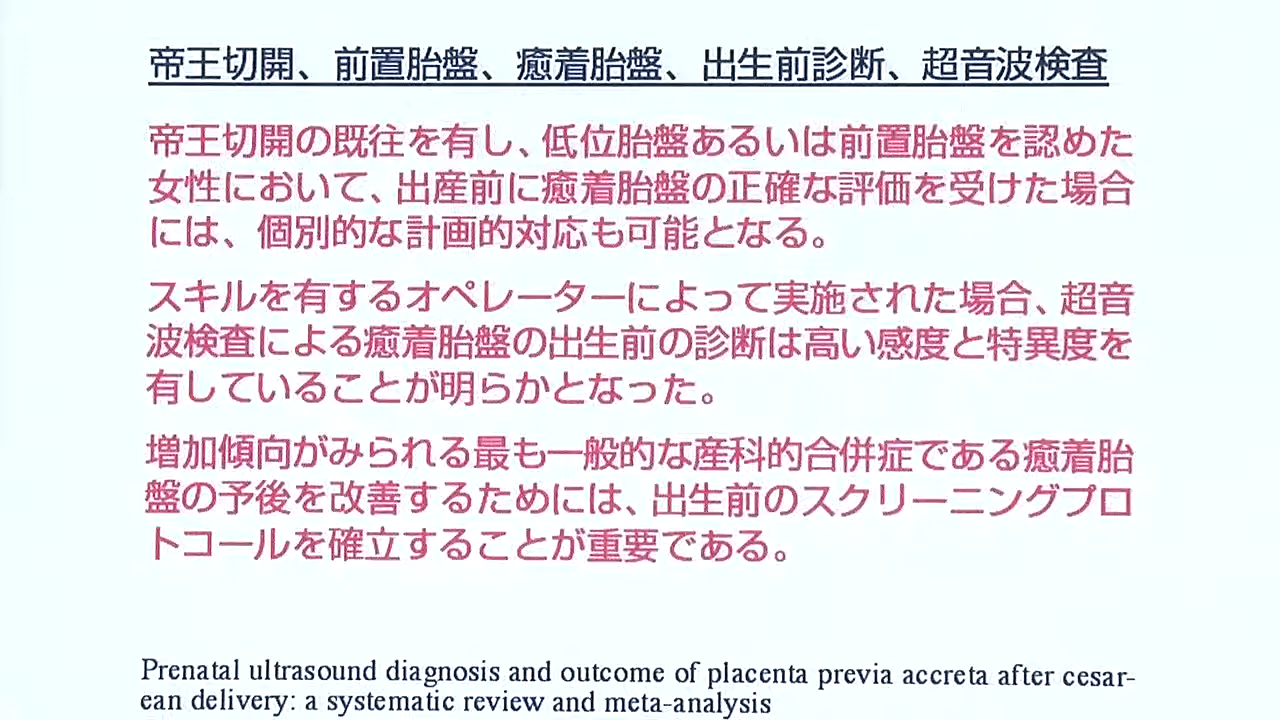 帝王切開、前置胎盤、癒着胎盤、出生前診断、超音波検査
帝王切開の既往を有し、低位胎盤あるいは前置胎盤を認めた
女性において、出産前に癒着胎盤の正確な評価を受けた場合
には、個別的な計画的対応も可能となる。
スキルを有するオペレーターによって実施された場合、超音
波検査による癒着胎盤の出生前の診断は高い感度と特異度を
有していることが明らかとなった。
増加傾向がみられる最も一般的な産科的合併症である癒着胎
盤の予後を改善するためには、出生前のスクリーニングプロ
トコールを確立することが重要である。
Prenatal ultrasound diagnosis and outcome of placenta previa accreta after cesar-
ean delivery: a systematic review and meta-analysis